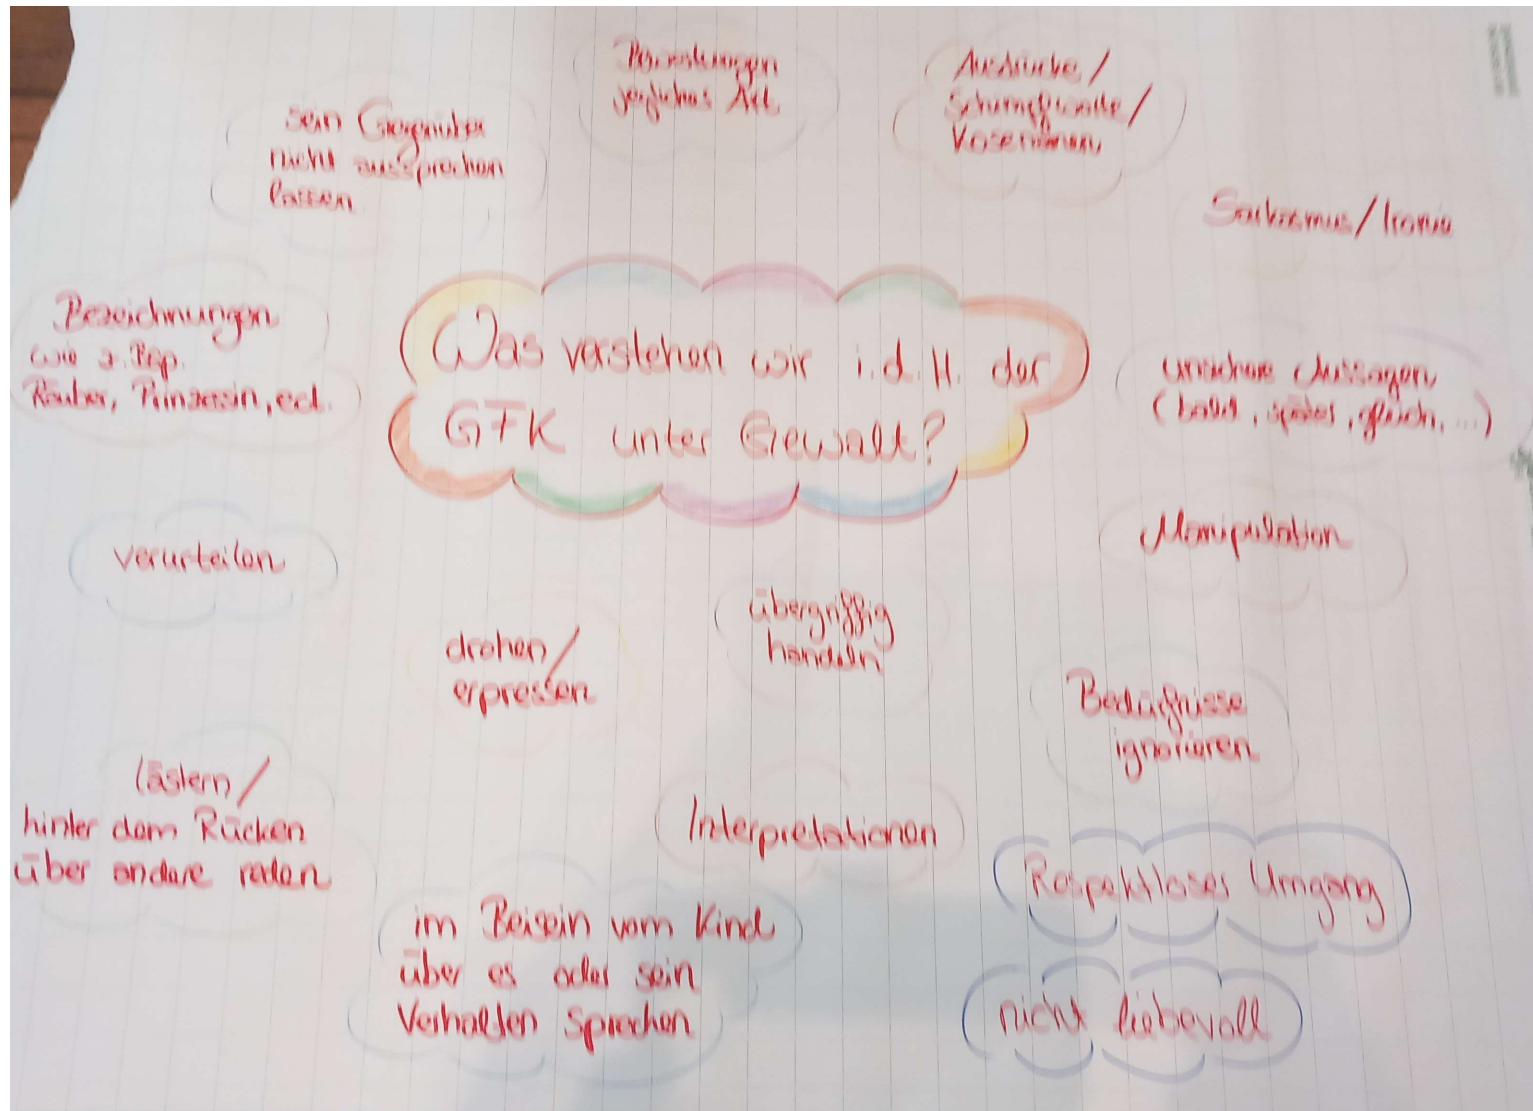 Was verstehen wir i.d.H. der
GFK unter Gewalt?
sein Gegenüber
nicht aussprechen
lassen
jegliches Art
Ausdrücke /
Schimpfworte /
Kosenamen
Sarkasmus / Ironie
Bezeichnungen
wie z. Bsp.
Räuber, Prinzessin, ect.
unsichere Aussagen
(bald, später, gleich, ...)
verurteilen
Manipulation
drohen /
erpressen
übergriffig
handeln
Bedürfnisse
ignorieren
lästern /
hinter dem Rücken
über andere reden
Interpretationen
Respektloser Umgang
im Beisein vom Kind
über es oder sein
Verhalten sprechen
nicht liebevoll